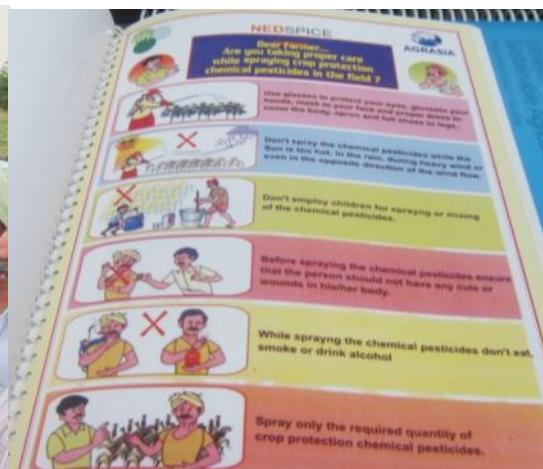 NEDSPICE
AGRASIA
Dear Farmer...
Are you taking proper care
while spraying crop protection
chemical pesticides in the field ?
Use glasses to protect your eyes, gloves to your
hands, mask to your face and proper dress to
cover the body, apron and full shoes to legs.
Don't spray the chemical pesticides while the
Sun is too hot, in the rain, during heavy wind or
even in the opposite direction of the wind flow.
Don't employ children for sprayng or mixing
of the chemical pesticides.
Before spraying the chemical pesticides ensure
that the person should not have any cuts or
wounds in his/her body.
While sprayng the chemical pesticides don't eat,
smoke or drink alcohol
Spray only the required quantity of
crop protection chemical pesticides.